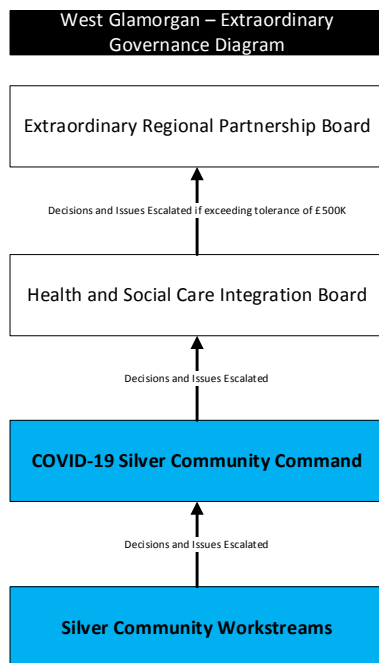 West Glamorgan – Extraordinary
Governance Diagram
Extraordinary Regional Partnership Board
Decisions and Issues Escalated if exceeding tolerance of £500K
Health and Social Care Integration Board
Decisions and Issues Escalated
COVID-19 Silver Community Command
Decisions and Issues Escalated
Silver Community Workstreams